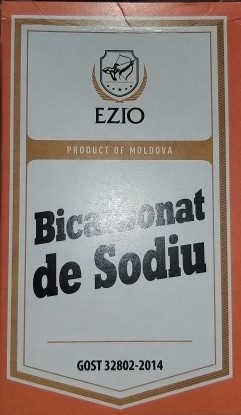 EZIO
PRODUCT OF MOLDOVA
Bicarbonat
de Sodiu
GOST 32802-2014